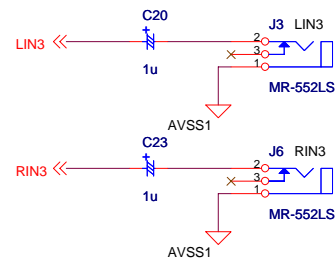 C20
J3 LIN3
LIN3
+
2
3
1
1u
MR-552LS
AVSS1
C23
J6 RIN3
RIN3
+
2
3
1
1u
MR-552LS
AVSS1